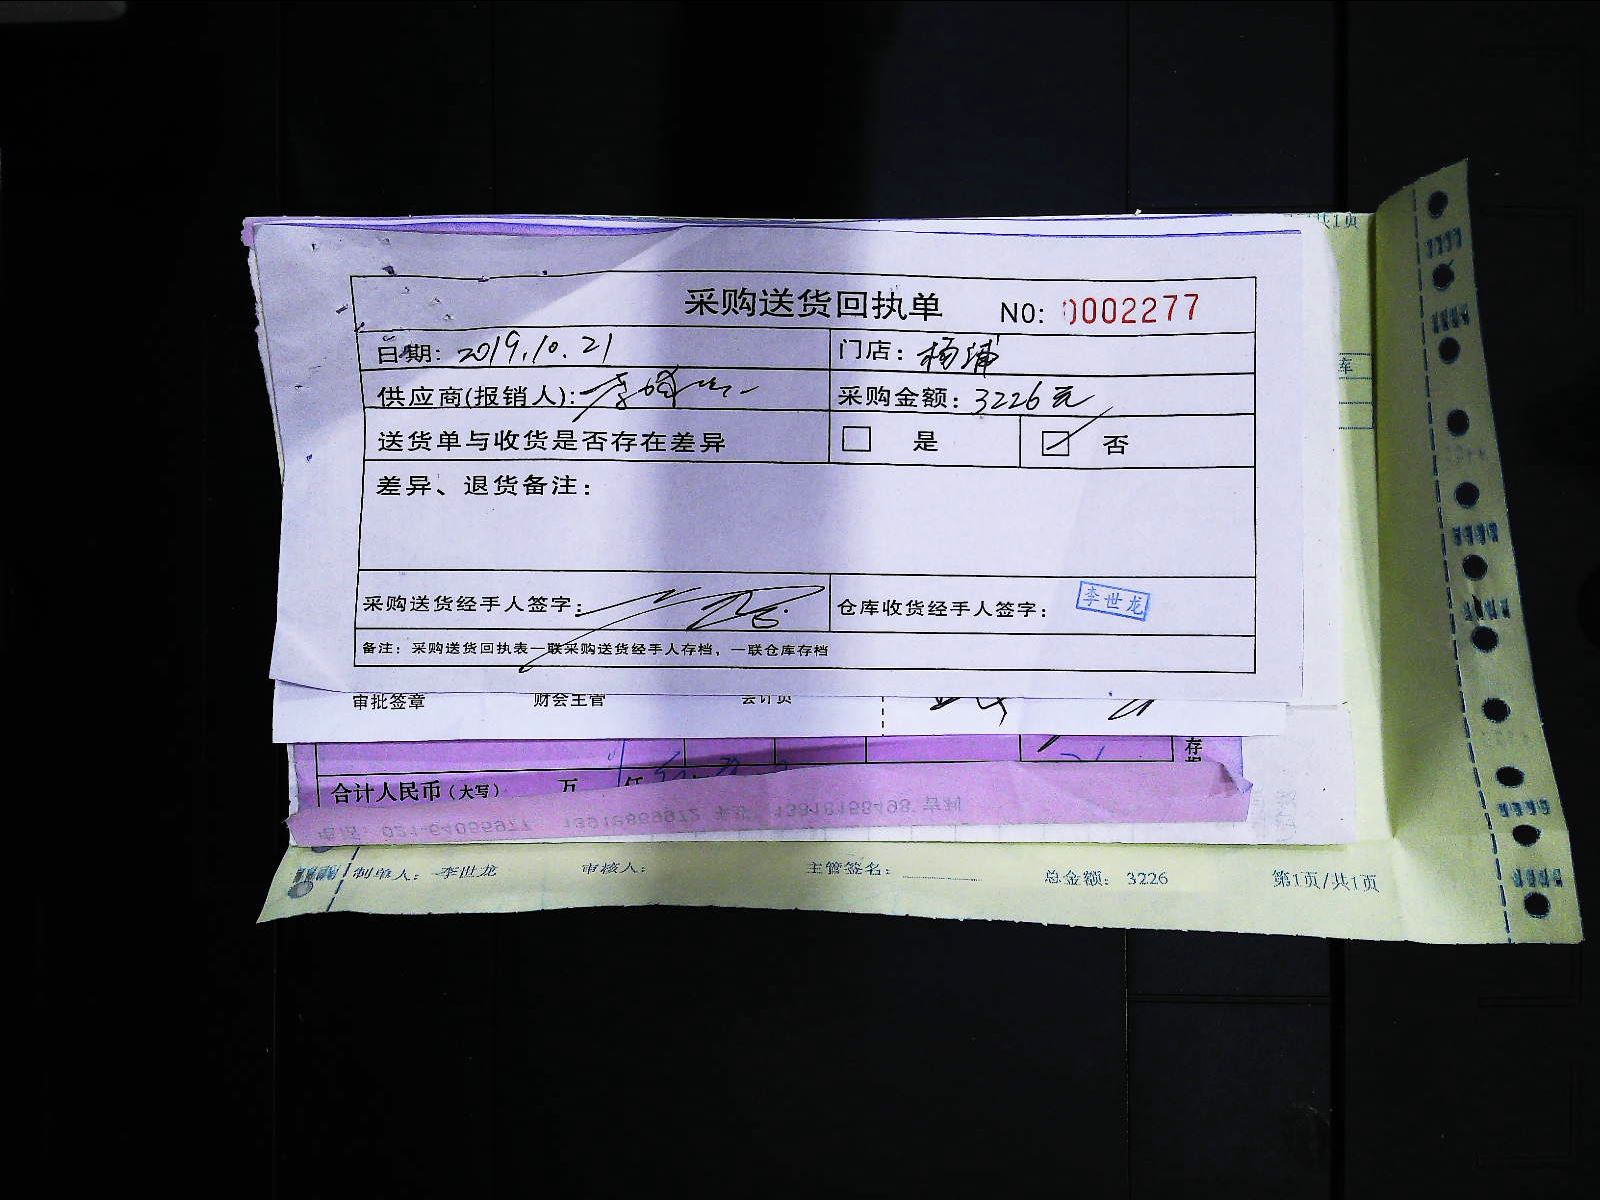 共1页
采购送货回执单 NO: 0002277
日期: 2019.10.21 门店: 杨浦
供应商(报销人): 采购金额: 3226元
送货单与收货是否存在差异 是 否
差异、退货备注:
采购送货经手人签字: 仓库收货经手人签字: 李世龙
备注: 采购送货回执表一联采购送货经手人存档, 一联仓库存档
库
审批签章 财会主管 会计员
存
合计人民币(大写) 万 仟
制单人: 李世龙 审核人: 主管签名: 总金额: 3226 第1页/共1页